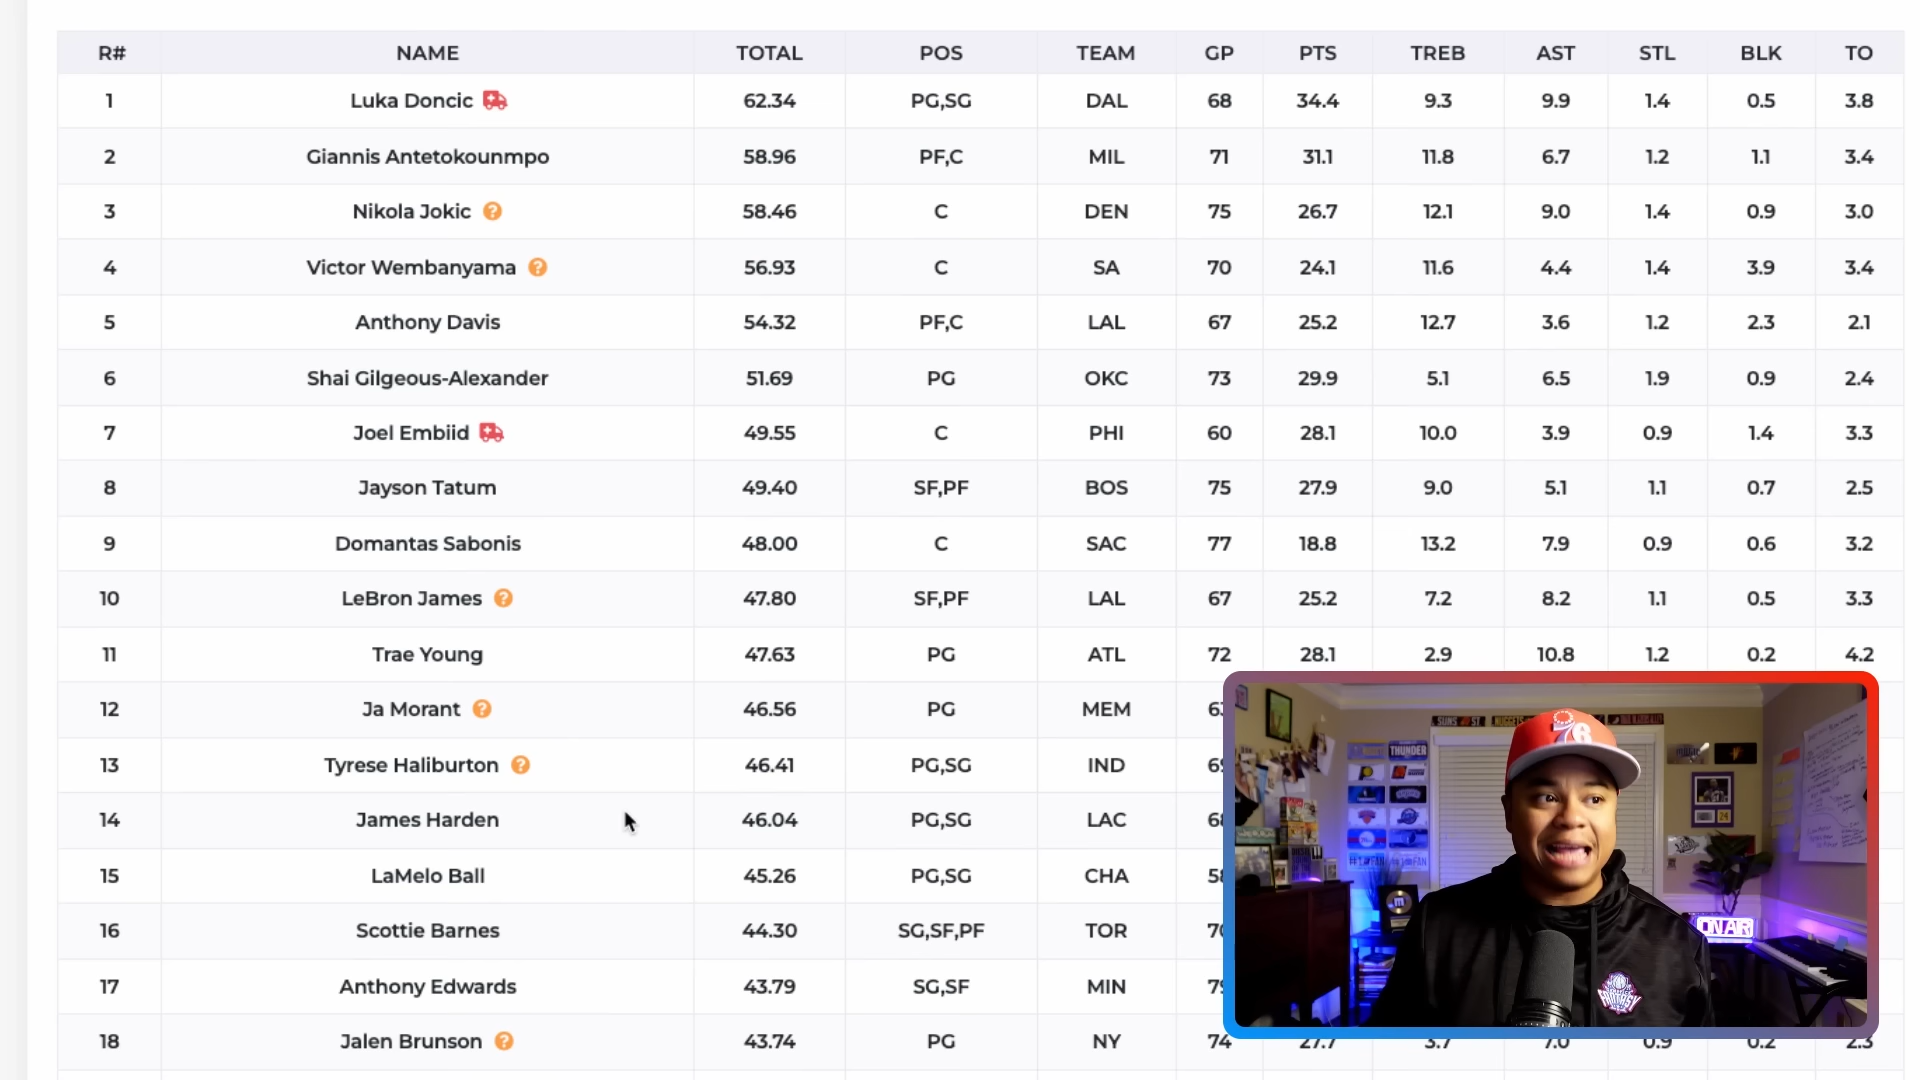 R# NAME TOTAL POS TEAM GP PTS TREB AST STL BLK TO
1 Luka Doncic 62.34 PG,SG DAL 68 34.4 9.3 9.9 1.4 0.5 3.8
2 Giannis Antetokounmpo 58.96 PF,C MIL 71 31.1 11.8 6.7 1.2 1.1 3.4
3 Nikola Jokic ? 58.46 C DEN 75 26.7 12.1 9.0 1.4 0.9 3.0
4 Victor Wembanyama ? 56.93 C SA 70 24.1 11.6 4.4 1.4 3.9 3.4
5 Anthony Davis 54.32 PF,C LAL 67 25.2 12.7 3.6 1.2 2.3 2.1
6 Shai Gilgeous-Alexander 51.69 PG OKC 73 29.9 5.1 6.5 1.9 0.9 2.4
7 Joel Embiid 49.55 C PHI 60 28.1 10.0 3.9 0.9 1.4 3.3
8 Jayson Tatum 49.40 SF,PF BOS 75 27.9 9.0 5.1 1.1 0.7 2.5
9 Domantas Sabonis 48.00 C SAC 77 18.8 13.2 7.9 0.9 0.6 3.2
10 LeBron James ? 47.80 SF,PF LAL 67 25.2 7.2 8.2 1.1 0.5 3.3
11 Trae Young 47.63 PG ATL 72 28.1 2.9 10.8 1.2 0.2 4.2
12 Ja Morant ? 46.56 PG MEM
13 Tyrese Haliburton ? 46.41 PG,SG IND
14 James Harden 46.04 PG,SG LAC
15 LaMelo Ball 45.26 PG,SG CHA
16 Scottie Barnes 44.30 SG,SF,PF TOR
17 Anthony Edwards 43.79 SG,SF MIN
18 Jalen Brunson ? 43.74 PG NY 74 27.7 3.7 7.0 0.9 0.2 2.3
SUNS
NUGGETS
THUNDER
76
ON AIR
FANTASY